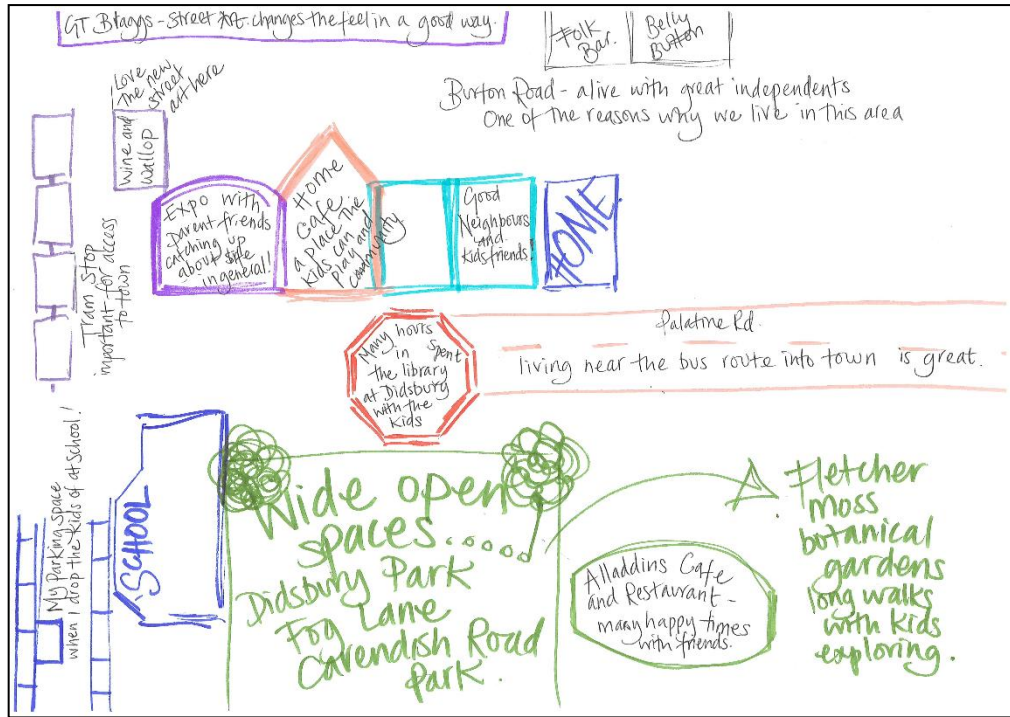 GT Blaggs - Street Art changes the feel in a good way.
Folk
Bar.
Belly
Button
Burton Road - alive with great independents
One of the reasons why we live in this area
Love
the new
street
art here
wine and
wallop
EXPO with
parent friends
catching up
about
in general!
Home
cafe
a place the
kids can
play and
community
Good
Neighbours
and
kids friends!
HOME
Tram Stop
important for access
to town
Palatine Rd.
living near the bus route into town is great.
Many hours
in spent
the library
at Didsbury
with the
kids
My Parking space
when I drop the kids of at School!
SCHOOL
Wide open
spaces.....
Didsbury Park
Fog Lane
Cavendish Road
Park.
Alladdins Cafe
and Restaurant -
many happy times
with friends.
Fletcher
moss
botanical
gardens
long walks
with kids
exploring.